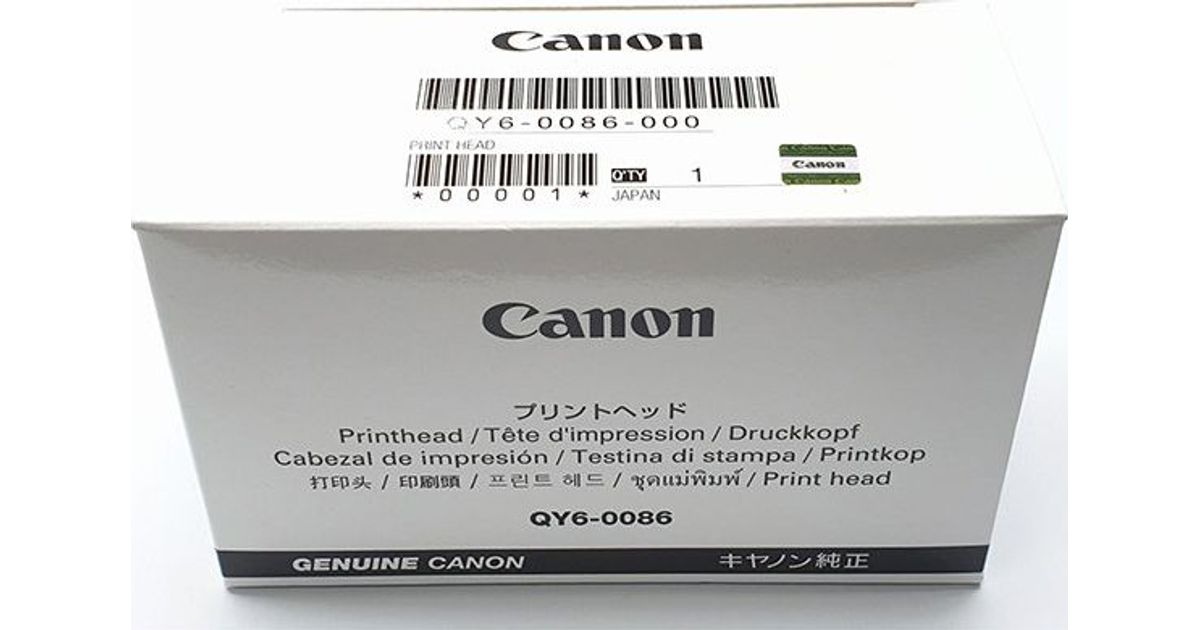 Canon
QY6-0086-000
PRINT HEAD
Q'TY 1
*00001* JAPAN
Canon
Canon
プリントヘッド
Printhead / Tête d'impression / Druckkopf
Cabezal de impresión / Testina di stampa / Printkop
打印头 / 印刷頭 / 프린트 헤드 / ชุดแม่พิมพ์ / Print head
QY6-0086
GENUINE CANON キヤノン純正